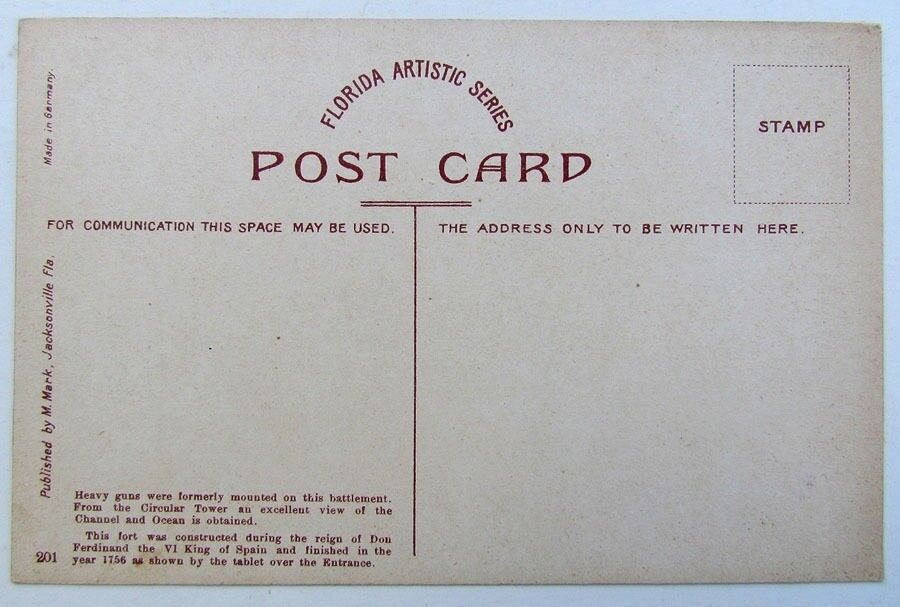 FLORIDA ARTISTIC SERIES
POST CARD
STAMP
Made in Germany.
FOR COMMUNICATION THIS SPACE MAY BE USED.
THE ADDRESS ONLY TO BE WRITTEN HERE.
Published by M. Mark, Jacksonville Fla.
Heavy guns were formerly mounted on this battlement.
From the Circular Tower an excellent view of the
Channel and Ocean is obtained.
This fort was constructed during the reign of Don
Ferdinand the VI King of Spain and finished in the
year 1756 as shown by the tablet over the Entrance.
201